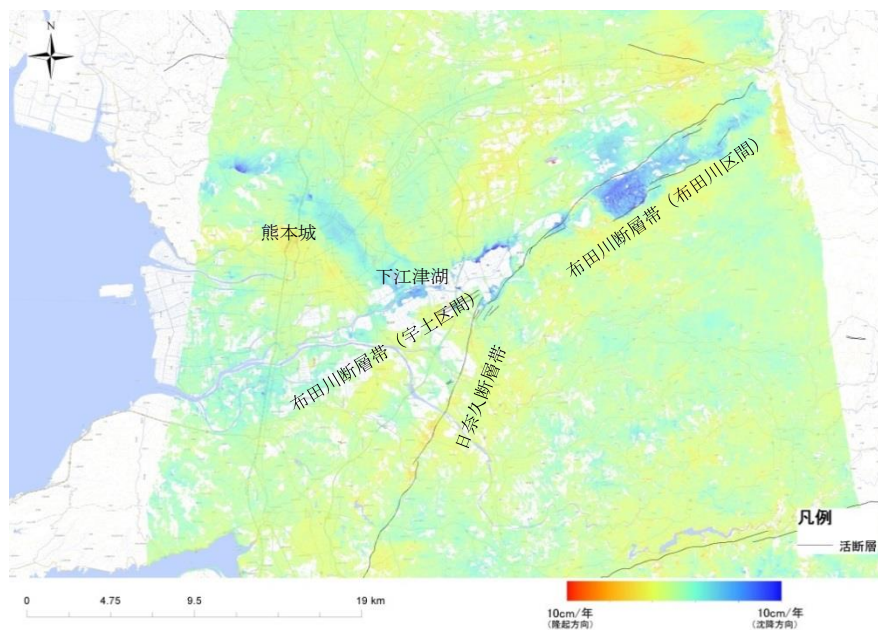 N
熊本城
下江津湖
布田川断層帯（布田川区間）
布田川断層帯（宇土区間）
日奈久断層帯
凡例
活断層
0 4.75 9.5 19 km
10cm/年 10cm/年
（隆起方向） （沈降方向）